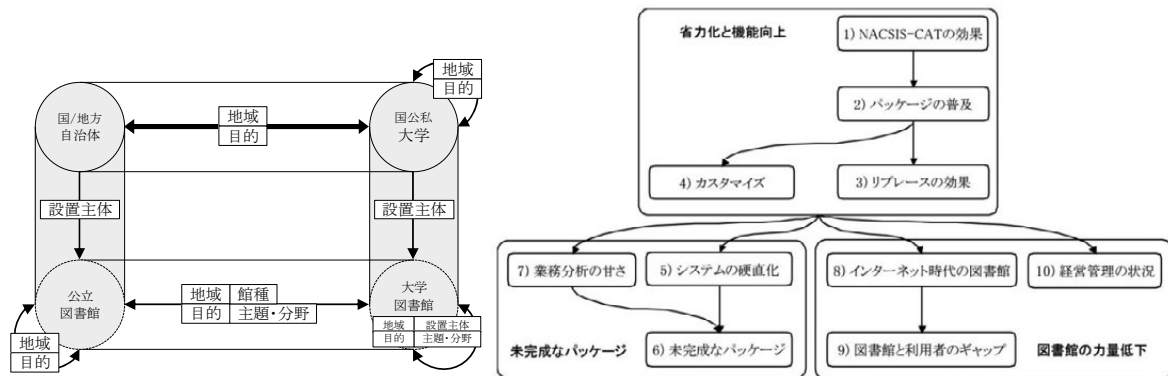 地域
目的
国/地方
自治体
地域
目的
国公私
大学
設置主体
設置主体
公立
図書館
地域 館種
目的 主題・分野
大学
図書館
地域 設置主体
目的 主題・分野
地域
目的
省力化と機能向上
1) NACSIS-CATの効果
2) パッケージの普及
4) カスタマイズ
3) リプレースの効果
7) 業務分析の甘さ
5) システムの硬直化
未完成なパッケージ
6) 未完成なパッケージ
8) インターネット時代の図書館
10) 経営管理の状況
9) 図書館と利用者のギャップ
図書館の力量低下